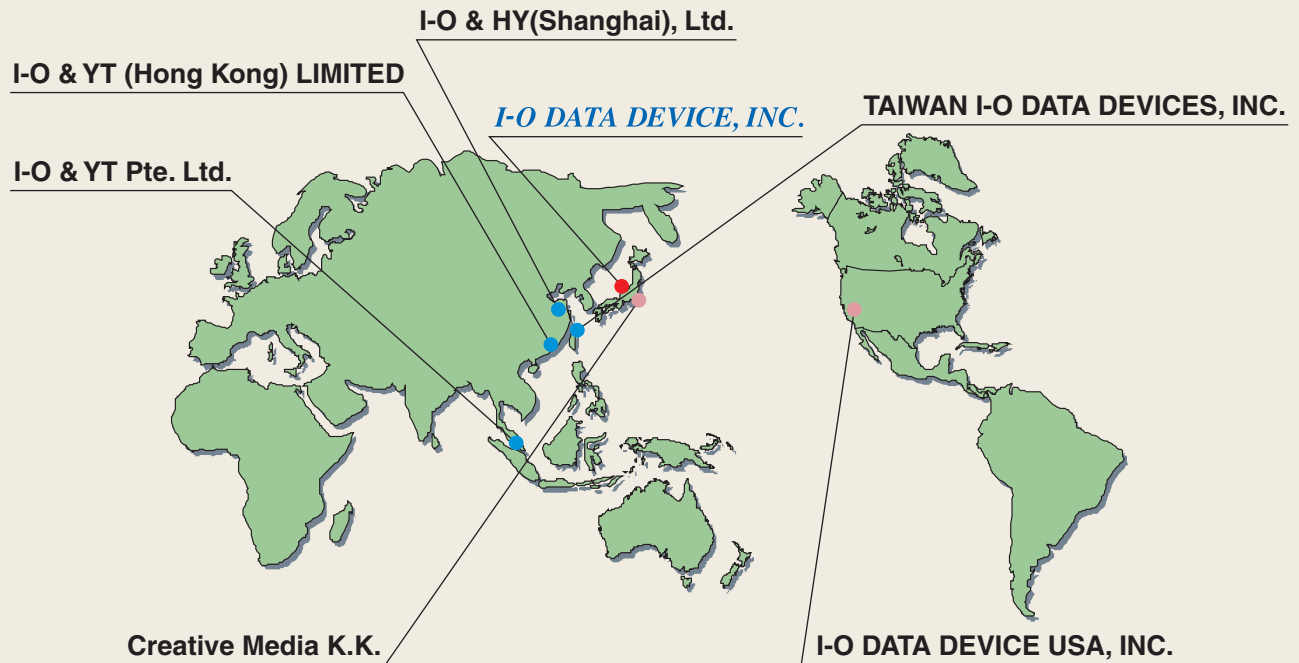 I-O & HY(Shanghai), Ltd.
I-O & YT (Hong Kong) LIMITED
I-O DATA DEVICE, INC.
TAIWAN I-O DATA DEVICES, INC.
I-O & YT Pte. Ltd.
Creative Media K.K.
I-O DATA DEVICE USA, INC.